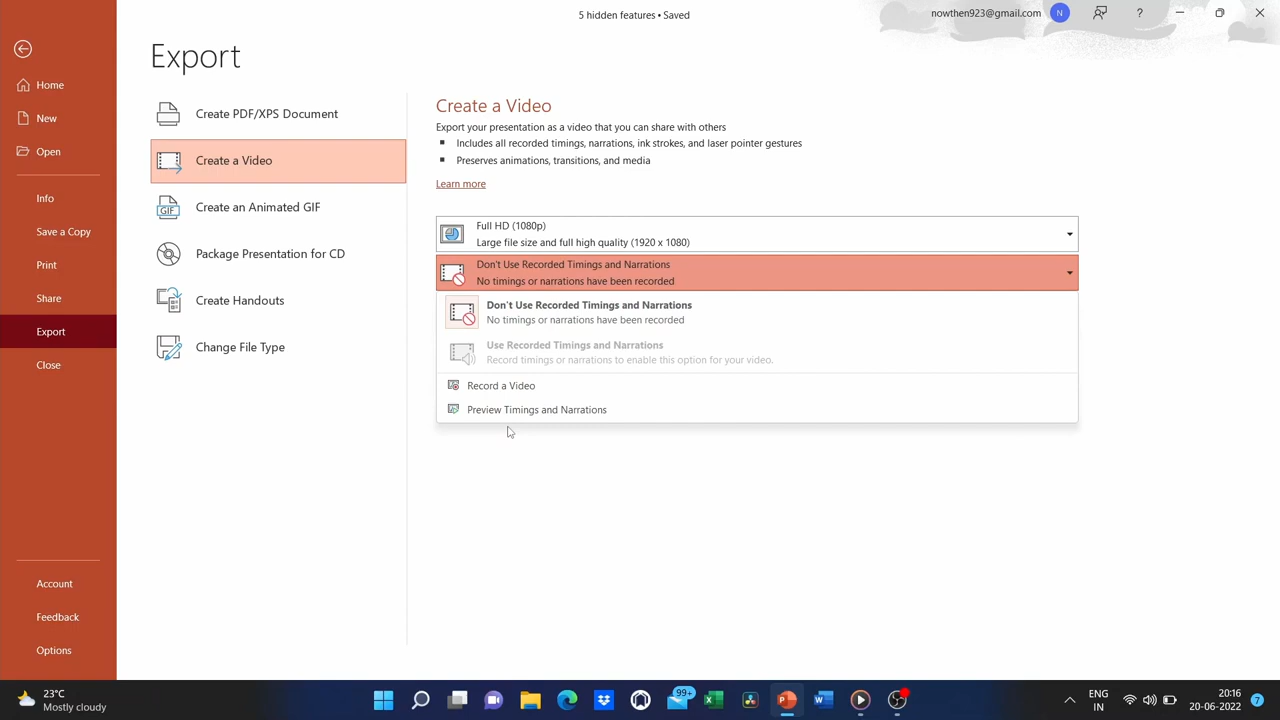 5 hidden features • Saved
nowthen923@gmail.com
N
?
Export
Home
New
Open
Info
Save a Copy
Print
Share
Export
Close
Account
Feedback
Options
Create PDF/XPS Document
Create a Video
GIF
Create an Animated GIF
Package Presentation for CD
Create Handouts
Change File Type
Create a Video
Export your presentation as a video that you can share with others
Includes all recorded timings, narrations, ink strokes, and laser pointer gestures
Preserves animations, transitions, and media
Learn more
Full HD (1080p)
Large file size and full high quality (1920 x 1080)
Don't Use Recorded Timings and Narrations
No timings or narrations have been recorded
Don't Use Recorded Timings and Narrations
No timings or narrations have been recorded
Use Recorded Timings and Narrations
Record timings or narrations to enable this option for your video.
Record a Video
Preview Timings and Narrations
23°C
Mostly cloudy
99+
X
P
W
ENG
IN
20:16
20-06-2022
7